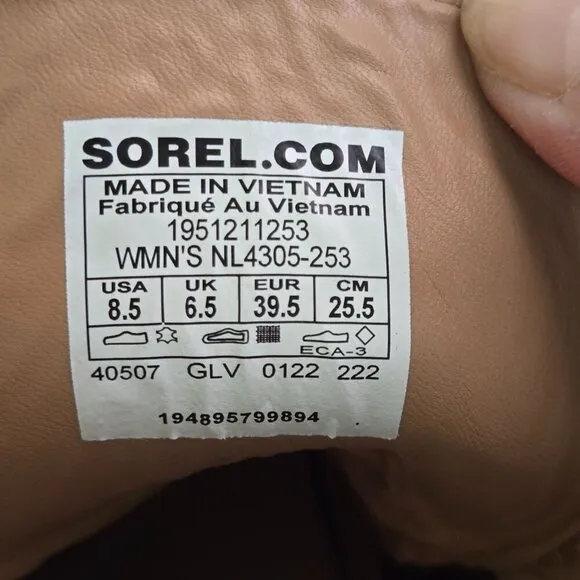 SOREL.COM
MADE IN VIETNAM
Fabriqué Au Vietnam
1951211253
WMN'S NL4305-253
USA UK EUR CM
8.5 6.5 39.5 25.5
ECA-3
40507 GLV 0122 222
194895799894